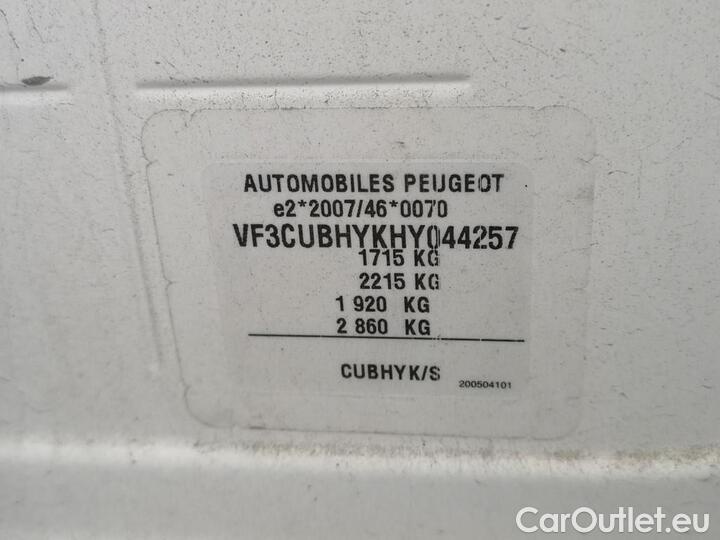 AUTOMOBILES PEUGEOT
e2*2007/46*0070
VF3CUBHYKHY044257
1715 KG
2215 KG
1 920 KG
2 860 KG
CUBHYK/S
200504101
CarOutlet.eu